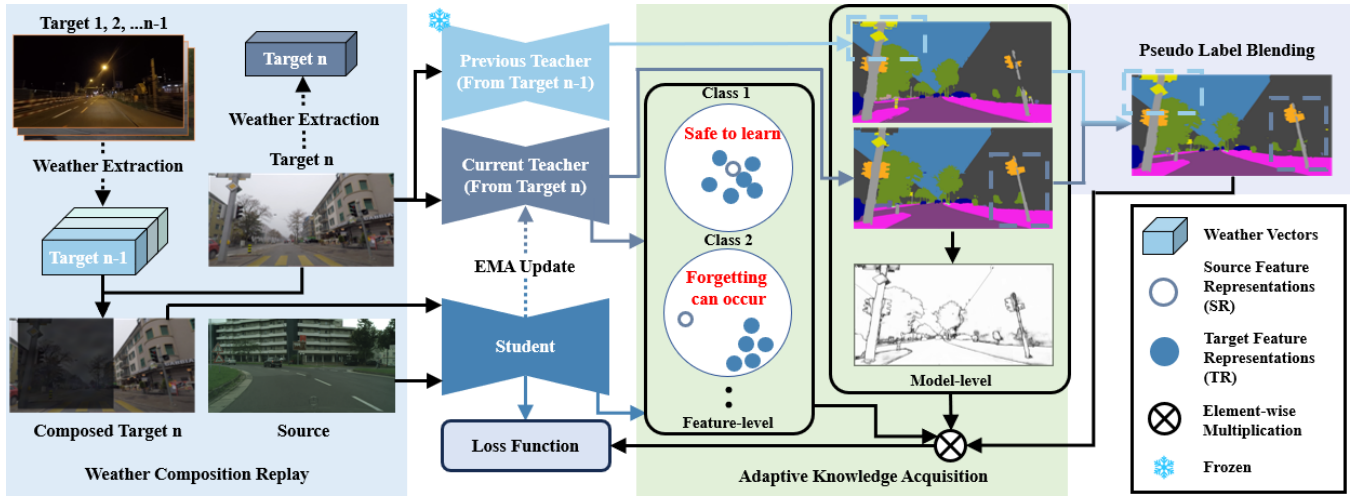 Target 1, 2, ...n-1
Target n
Weather Extraction
Weather Extraction
Target n
Target n-1
Composed Target n
Source
Weather Composition Replay
Previous Teacher
(From Target n-1)
Current Teacher
(From Target n)
EMA Update
Student
Loss Function
Class 1
Safe to learn
Class 2
Forgetting
can occur
Feature-level
Model-level
Adaptive Knowledge Acquisition
Pseudo Label Blending
Weather Vectors
Source Feature
Representations
(SR)
Target Feature
Representations
(TR)
Element-wise
Multiplication
Frozen